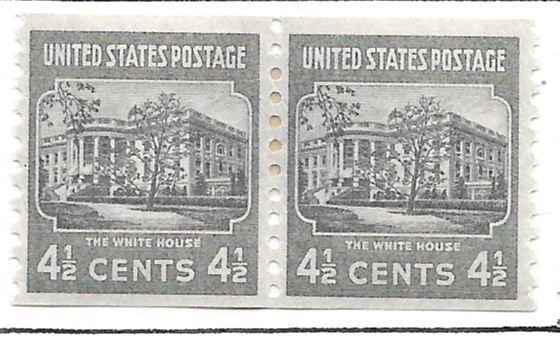 UNITED STATES POSTAGE
THE WHITE HOUSE
4½ CENTS 4½
UNITED STATES POSTAGE
THE WHITE HOUSE
4½ CENTS 4½